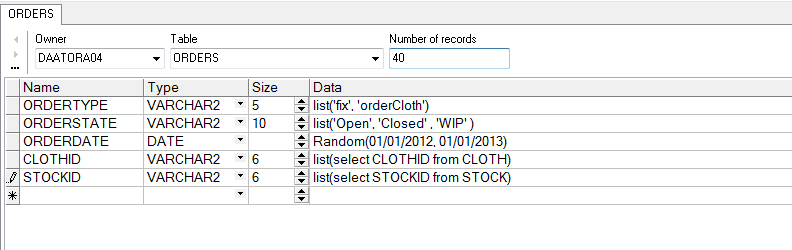 ORDERS
Owner Table Number of records
DAATORA04 ORDERS 40
...
Name Type Size Data
ORDERTYPE VARCHAR2 5 list('fix', 'orderCloth')
ORDERSTATE VARCHAR2 10 list('Open', 'Closed' , 'WIP' )
ORDERDATE DATE Random(01/01/2012, 01/01/2013)
CLOTHID VARCHAR2 6 list(select CLOTHID from CLOTH)
STOCKID VARCHAR2 6 list(select STOCKID from STOCK)